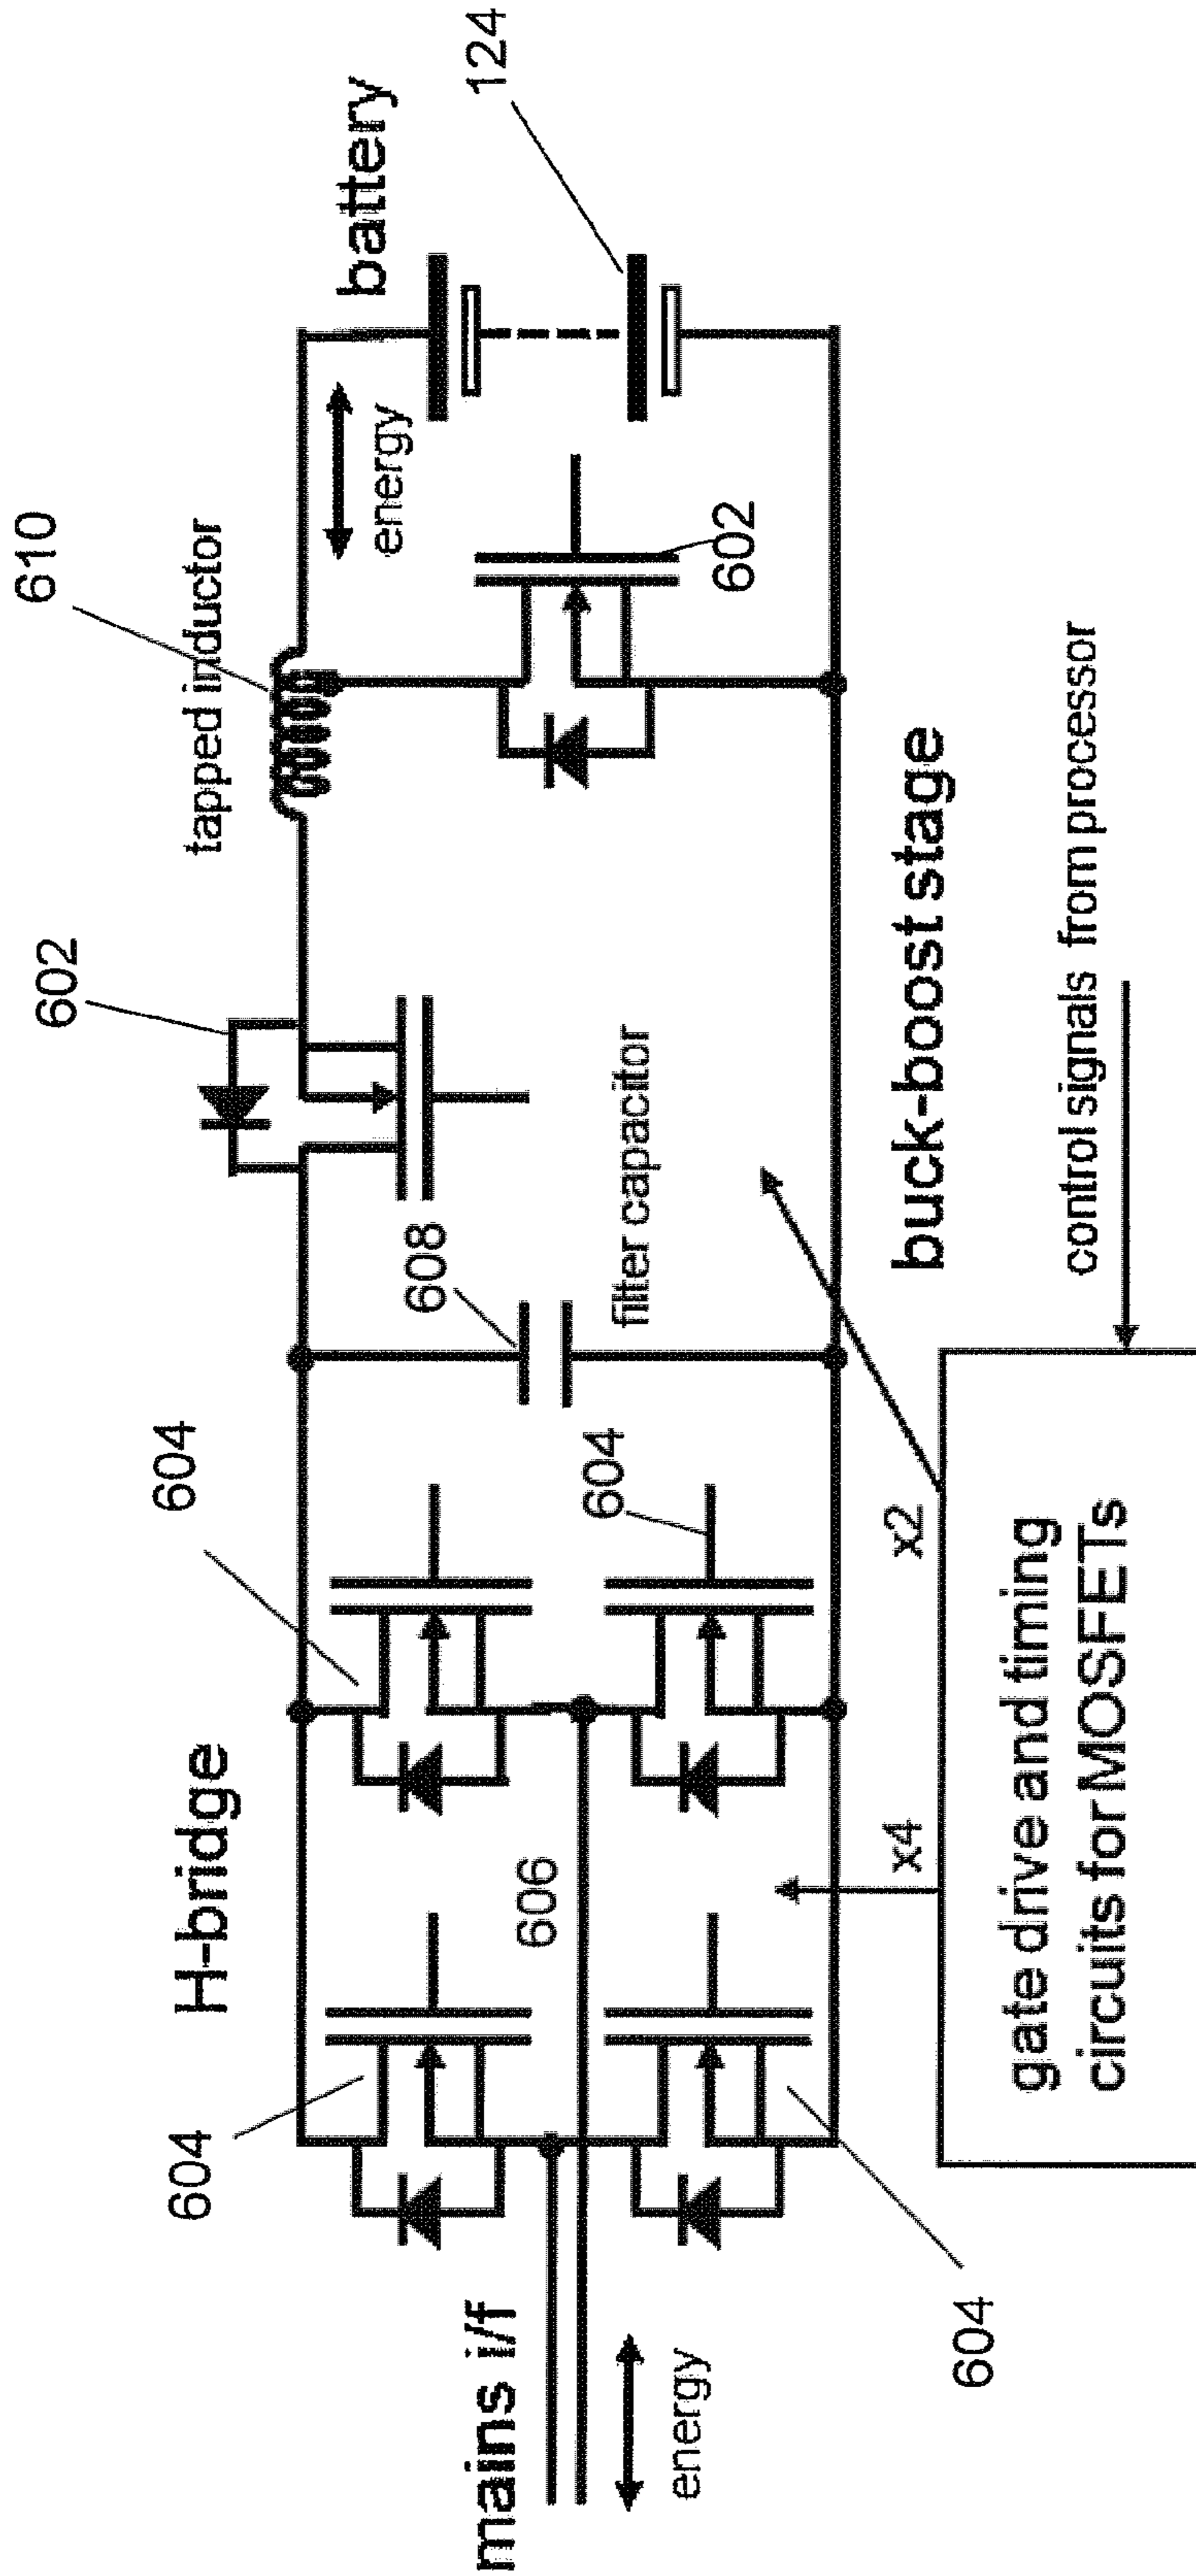 610
602
tapped inductor
battery
604
H-bridge
604
energy
124
608
602
604
606
filter capacitor
mains i/f
energy
buck-boost stage
x4
x2
604
control signals from processor
gate drive and timing
circuits for MOSFETs